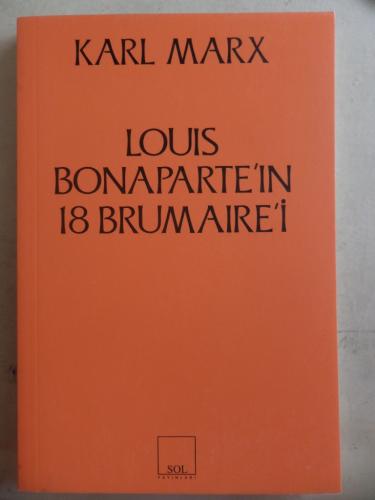 KARL MARX
LOUIS
BONAPARTE'IN
18 BRUMAIRE'İ
SOL
YAYINLARI